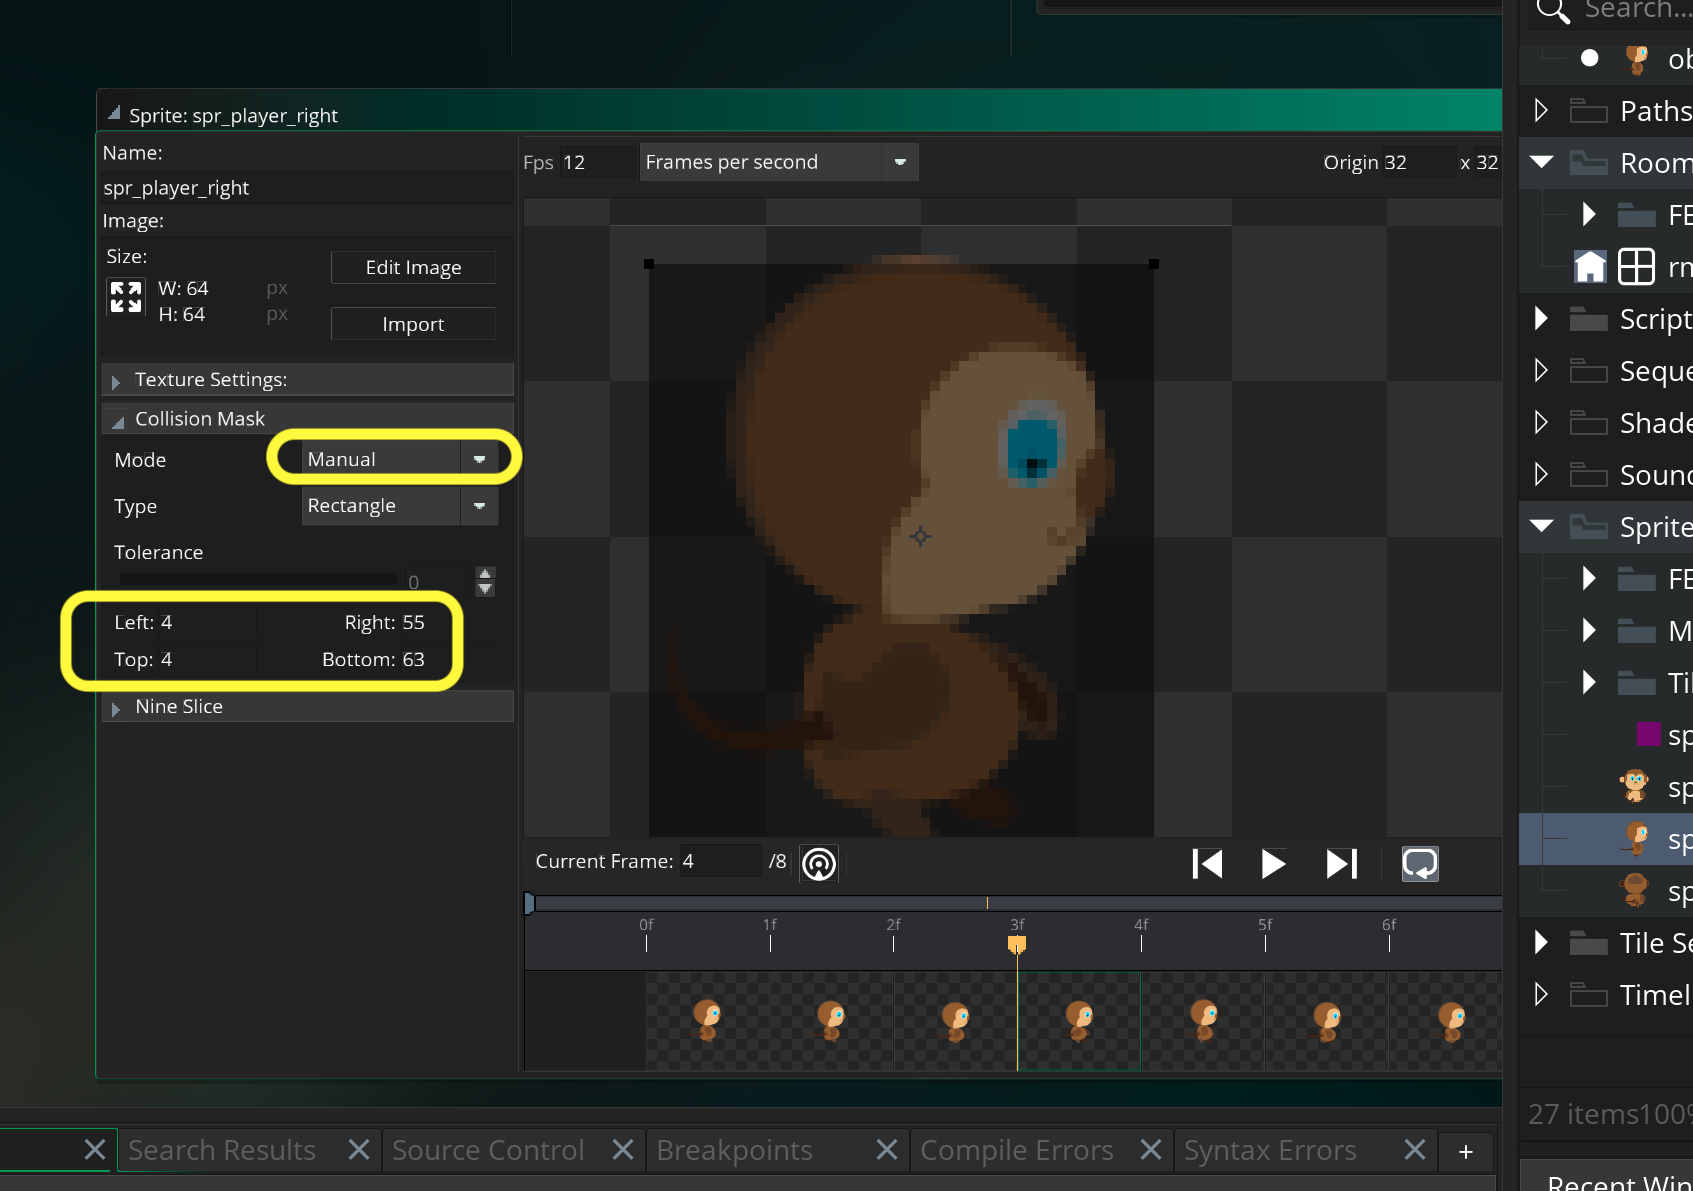 Search...
ob
Sprite: spr_player_right
Name:
spr_player_right
Fps 12 Frames per second
Origin 32 x 32
Image:
Size:
W: 64 px
H: 64 px
Edit Image
Import
Texture Settings:
Collision Mask
Mode Manual
Type Rectangle
Tolerance
0
Left: 4 Right: 55
Top: 4 Bottom: 63
Nine Slice
Current Frame: 4 /8
0f 1f 2f 3f 4f 5f 6f
Paths
Room
FE
rn
Script
Seque
Shade
Sound
Sprite
FE
M
Til
sp
sp
sp
sp
Tile Se
Timel
27 items 100%
Search Results
Source Control
Breakpoints
Compile Errors
Syntax Errors
+
Recent Win